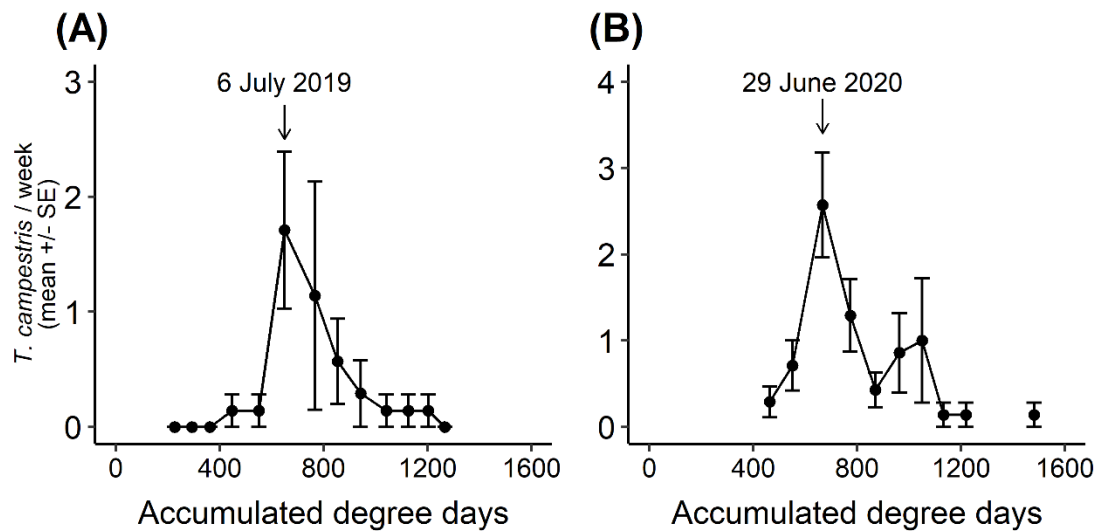 (A)
(B)
6 July 2019
29 June 2020
T. campestris / week
(mean +/- SE)
3
2
1
0
0
400
800
1200
1600
Accumulated degree days
4
3
2
1
0
0
400
800
1200
1600
Accumulated degree days